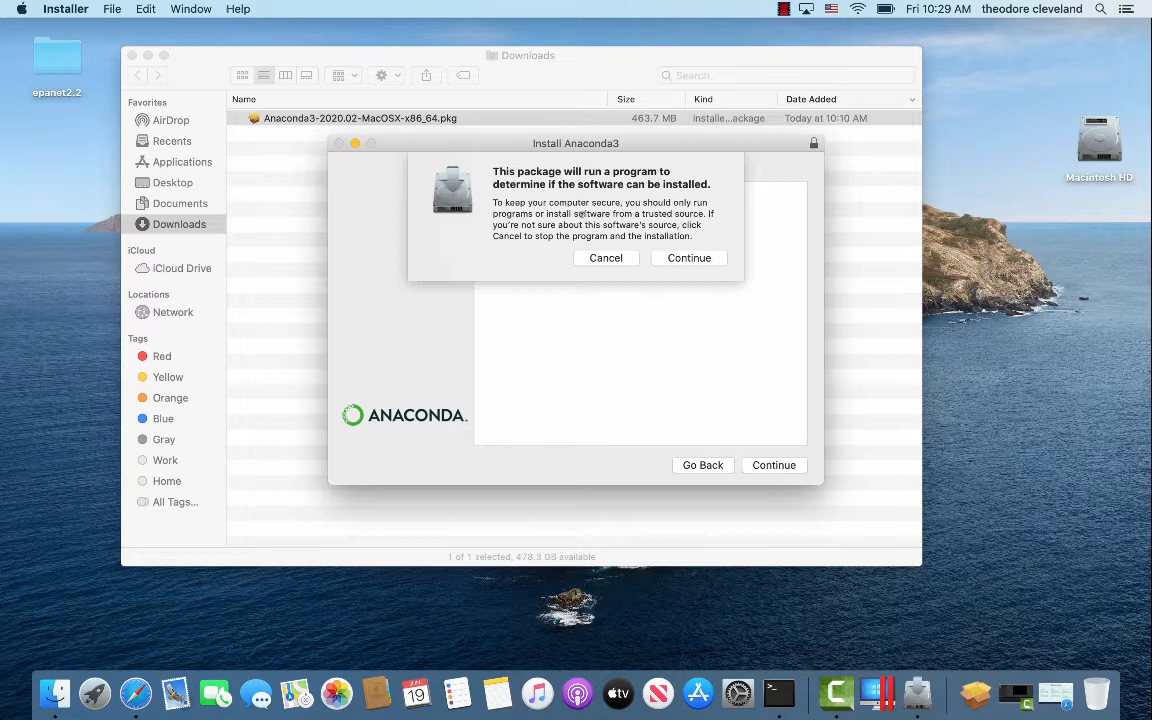 Installer File Edit Window Help Fri 10:29 AM theodore cleveland
epanet2.2
Macintosh HD
Downloads
Search
Favorites
AirDrop
Recents
Applications
Desktop
Documents
Downloads
iCloud
iCloud Drive
Locations
Network
Tags
Red
Yellow
Orange
Blue
Gray
Work
Home
All Tags...
Name Size Kind Date Added
Anaconda3-2020.02-MacOSX-x86_64.pkg 463.7 MB Installe...ackage Today at 10:10 AM
Install Anaconda3
This package will run a program to
determine if the software can be installed.
To keep your computer secure, you should only run
programs or install software from a trusted source. If
you're not sure about this software's source, click
Cancel to stop the program and the installation.
Cancel Continue
ANACONDA.
Go Back Continue
1 of 1 selected, 478.3 GB available
JUN
19
tv